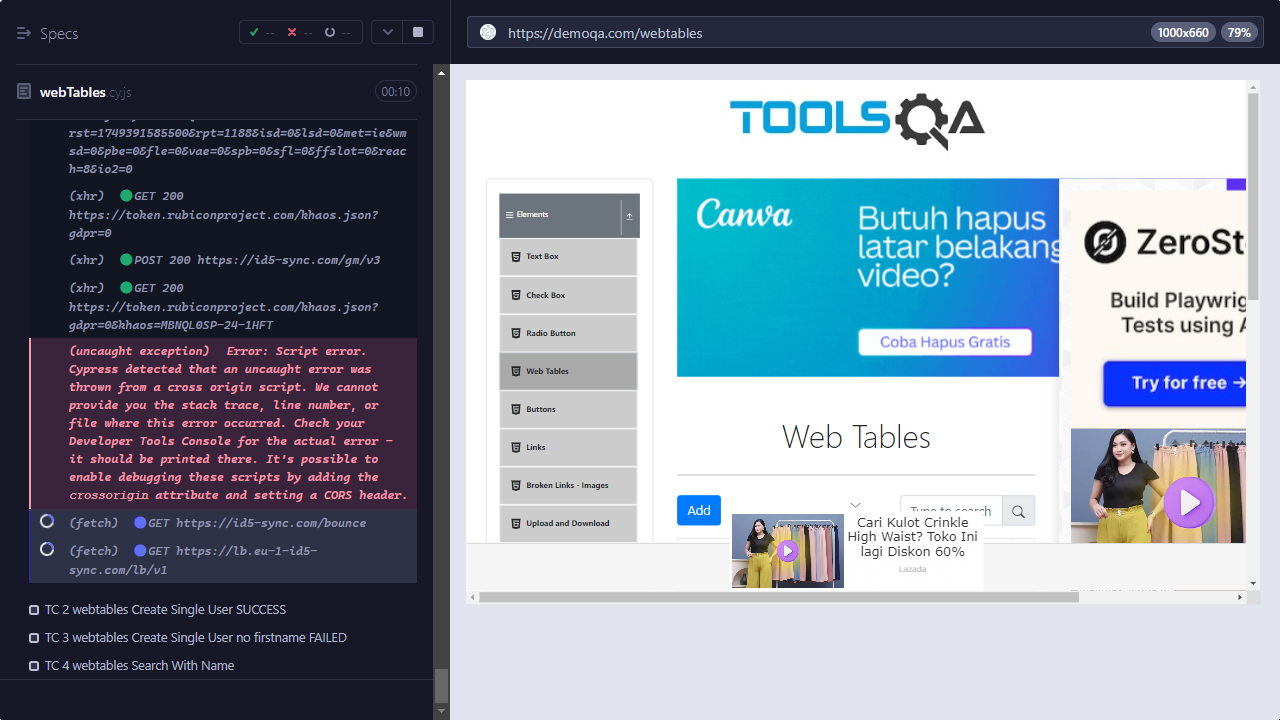 Specs
--
--
--
https://demoqa.com/webtables
1000x660
79%
webTables.cy.js
00:10
rst=1749391585500&rpt=1188&isd=0&lsd=0&met=ie&wm
sd=0&pbe=0&fle=0&vae=0&spb=0&sfl=0&ffslot=0&reac
h=8&io2=0
(xhr) GET 200
https://token.rubiconproject.com/khaos.json?
gdpr=0
(xhr) POST 200 https://id5-sync.com/gm/v3
(xhr) GET 200
https://token.rubiconproject.com/khaos.json?
gdpr=0&khaos=MBNQL0SP-24-1HFT
(uncaught exception) Error: Script error.
Cypress detected that an uncaught error was
thrown from a cross origin script. We cannot
provide you the stack trace, line number, or
file where this error occurred. Check your
Developer Tools Console for the actual error -
it should be printed there. It's possible to
enable debugging these scripts by adding the
crossorigin attribute and setting a CORS header.
(fetch) GET https://id5-sync.com/bounce
(fetch) GET https://lb.eu-1-id5-
sync.com/lb/v1
TC 2 webtables Create Single User SUCCESS
TC 3 webtables Create Single User no firstname FAILED
TC 4 webtables Search With Name
TOOLSQA
Elements
Text Box
Check Box
Radio Button
Web Tables
Buttons
Links
Broken Links - Images
Upload and Download
Canva
Butuh hapus
latar belakang
video?
Coba Hapus Gratis
ZeroSt
Build Playwrig
Tests using A
Try for free →
Web Tables
Add
Type to search
Cari Kulot Crinkle
High Waist? Toko Ini
lagi Diskon 60%
Lazada